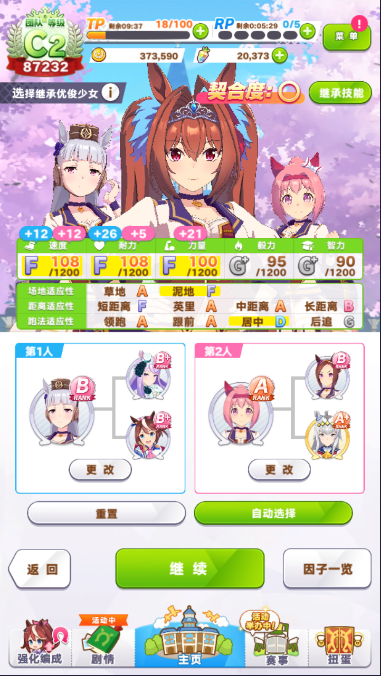 团队等级
C2
87232
TP 剩余09:37 18/100
RP 剩余0:05:29 0/5
菜单
373,590
20,373
选择继承优俊少女 i
契合度:○
继承技能
+12 +12 +26 +5 +21
速度 耐力 力量 毅力 智力
F 108/1200 F 108/1200 F 100/1200 G+ 95/1200 G+ 90/1200
场地适应性 草地 A 泥地 F
距离适应性 短距离 F 英里 A 中距离 A 长距离 B
跑法适应性 领跑 A 跟前 A 居中 D 后追 G
第1人 第2人
B RANK B+ RANK B+ RANK A RANK B RANK A+ RANK
更改 更改
重置 自动选择
返回 继续 因子一览
活动中 活动举办中!
强化编成 剧情 主页 赛事 扭蛋